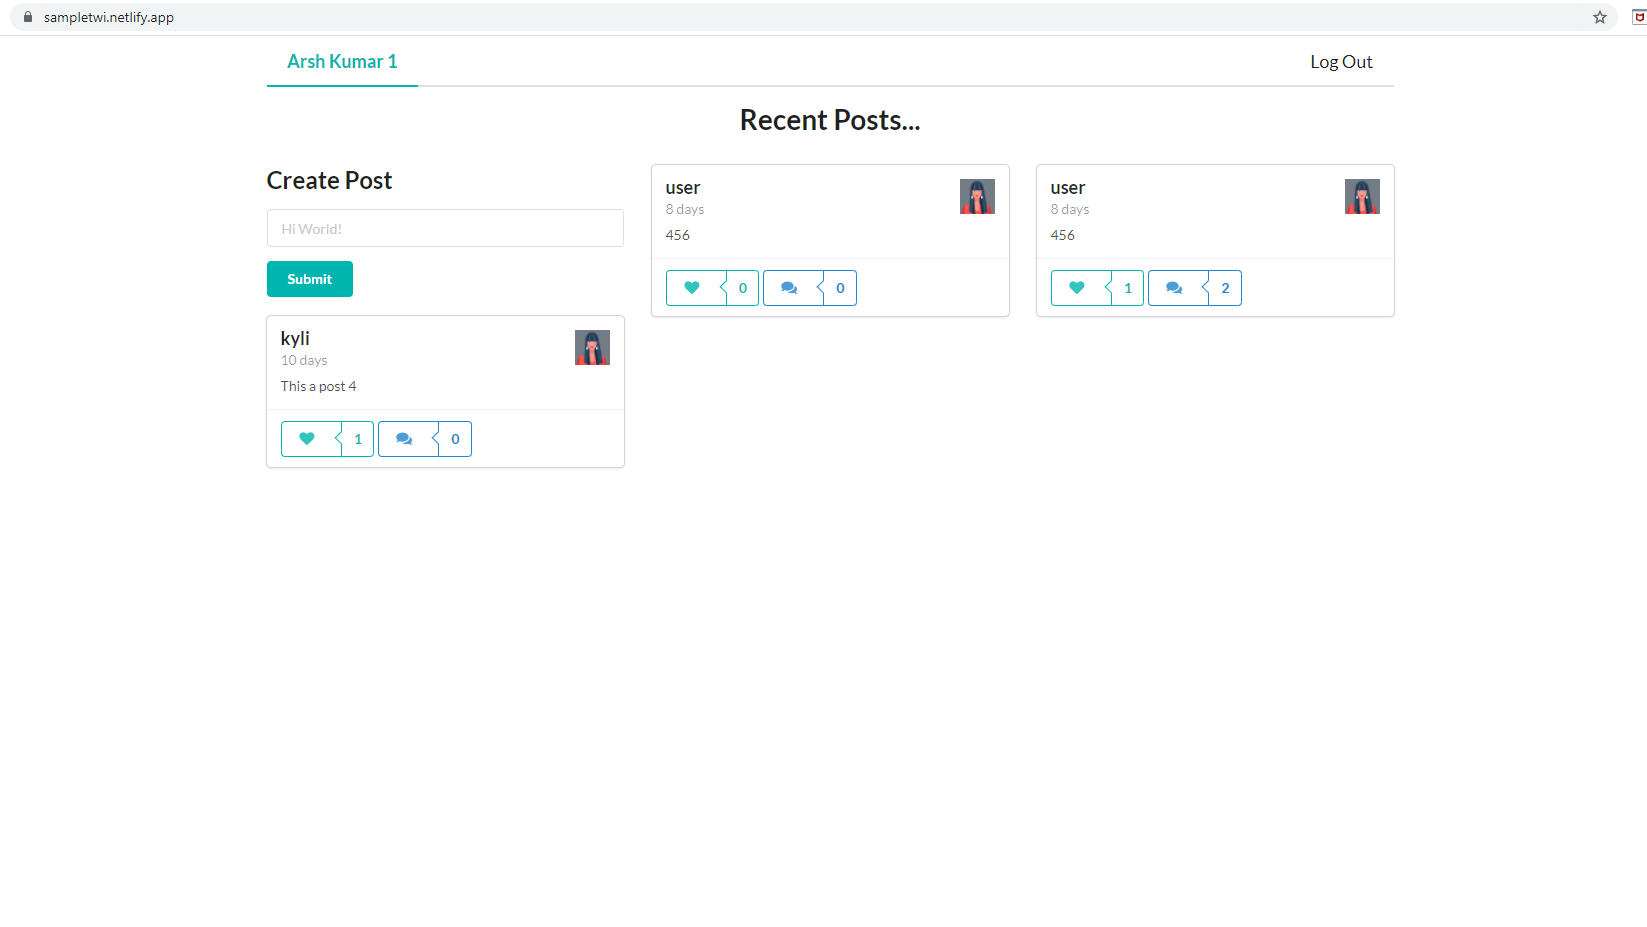 sampletwi.netlify.app
Arsh Kumar 1
Log Out
Recent Posts...
Create Post
Hi World!
Submit
user
8 days
456
0
0
user
8 days
456
1
2
kyli
10 days
This a post 4
1
0